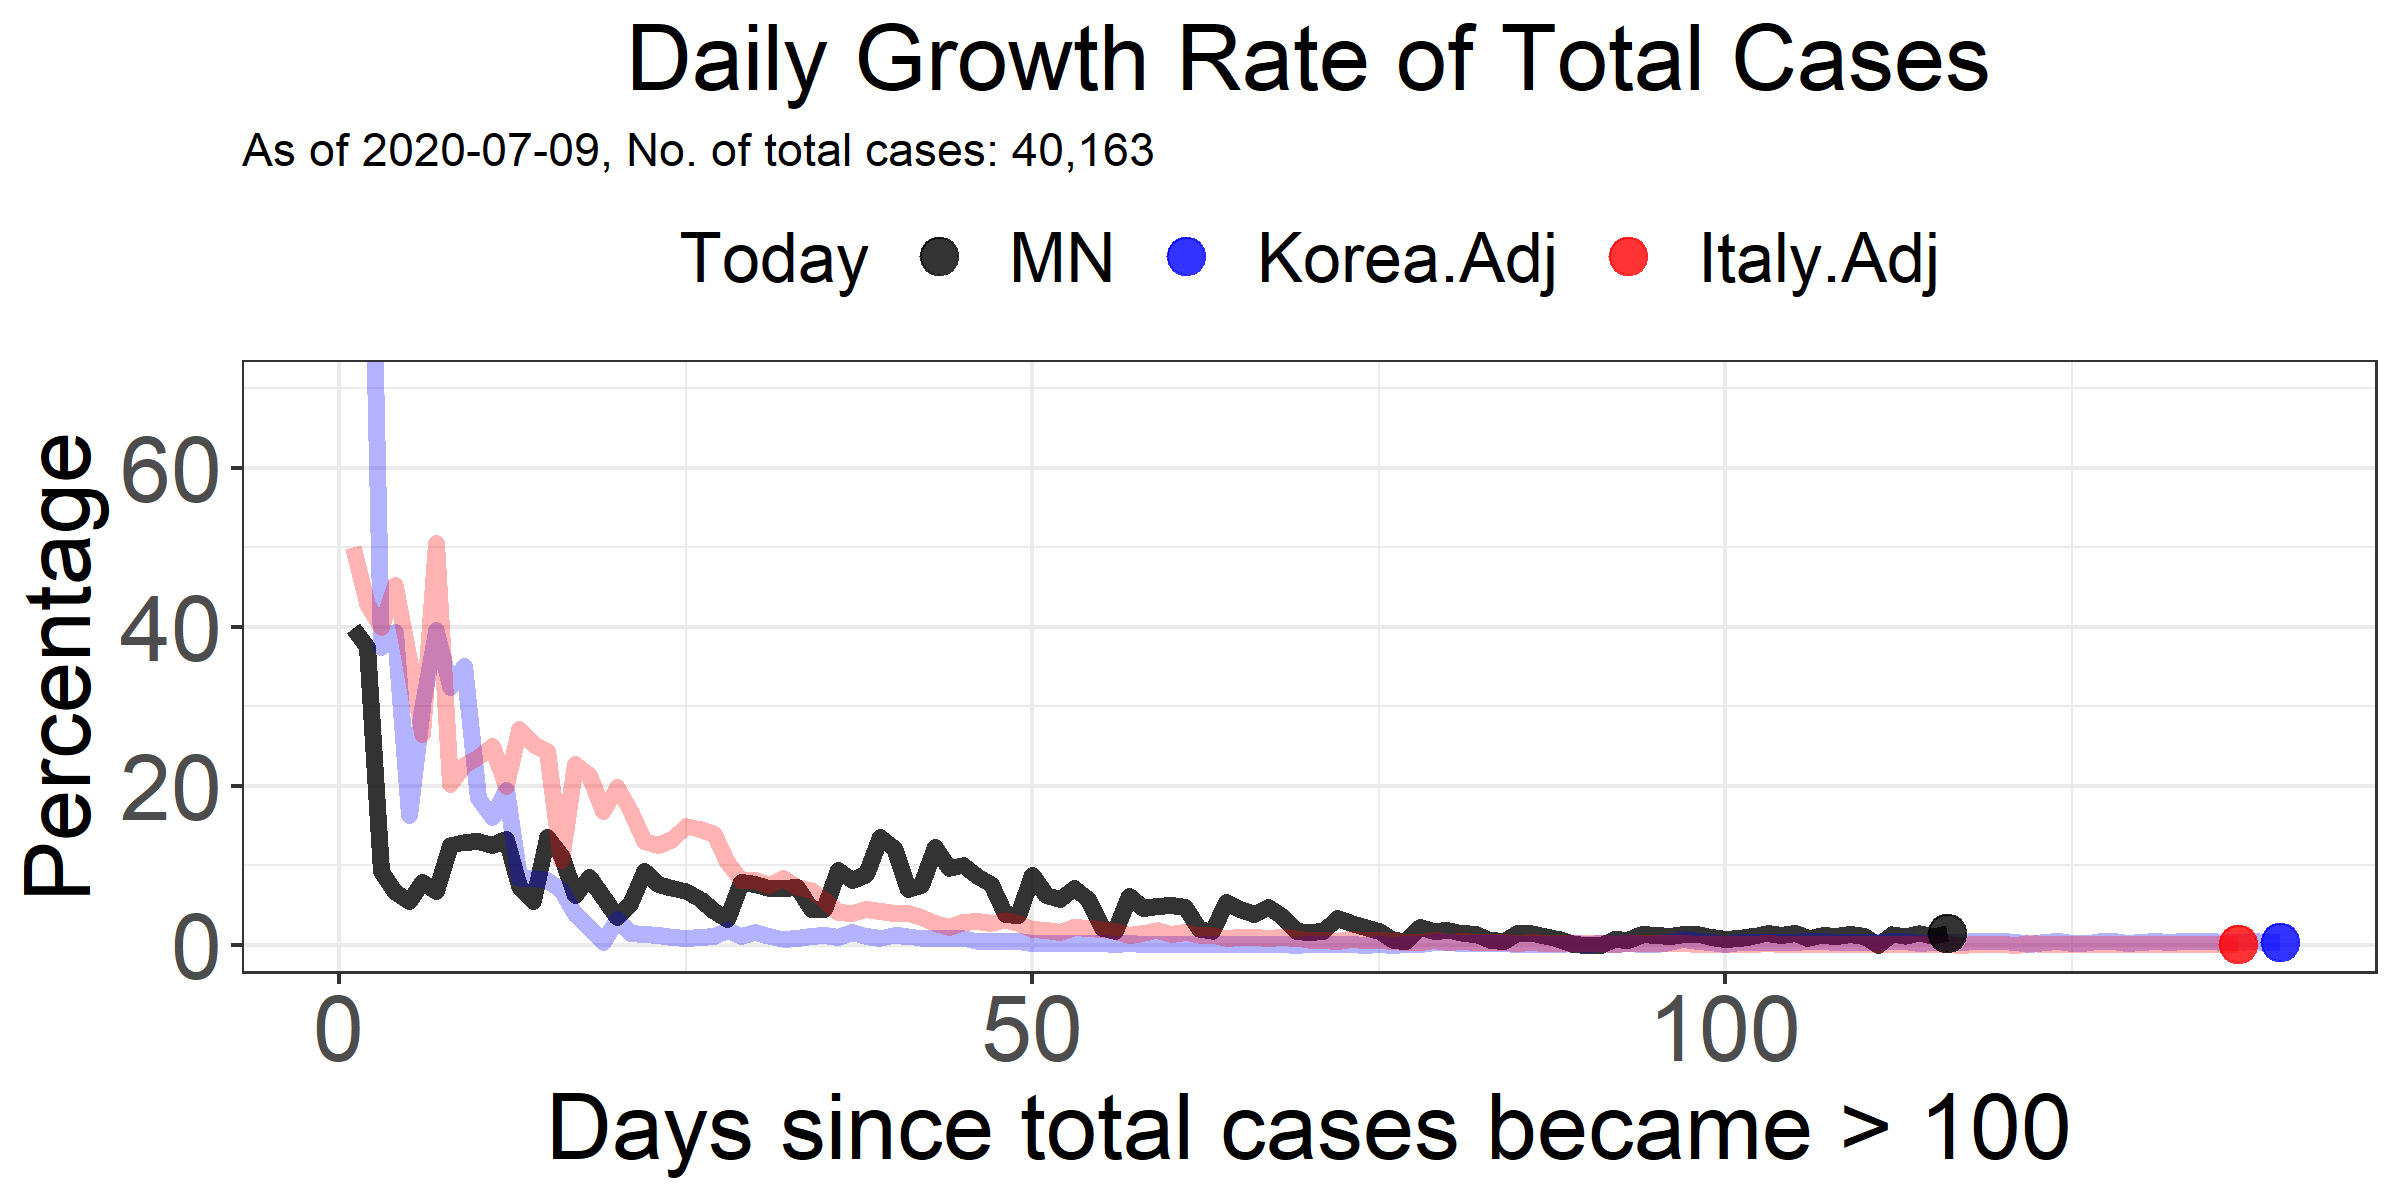 Daily Growth Rate of Total Cases
As of 2020-07-09, No. of total cases: 40,163
Today MN Korea.Adj Italy.Adj
Percentage
60
40
20
0
0 50 100
Days since total cases became > 100